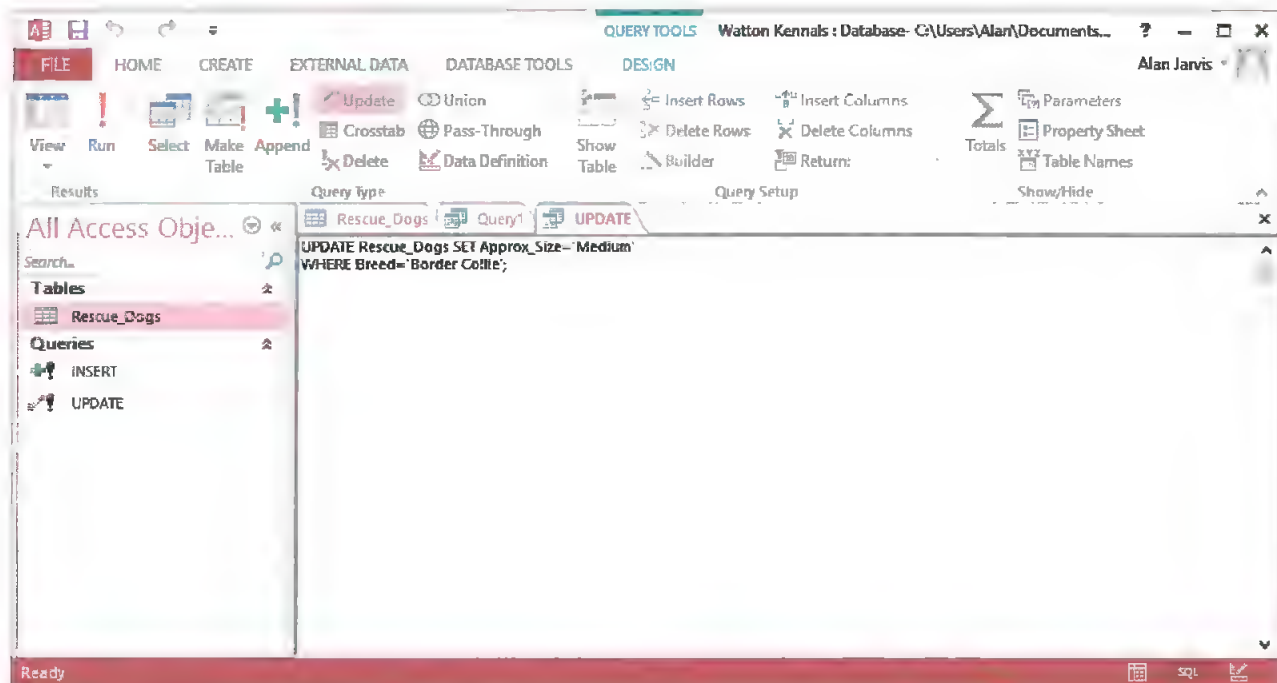 QUERY TOOLS Watton Kennals : Database- C:\Users\Alan\Documents... ?
FILE HOME CREATE EXTERNAL DATA DATABASE TOOLS DESIGN Alan Jarvis
Update Union Insert Rows Insert Columns Parameters
Crosstab Pass-Through Delete Rows Delete Columns Property Sheet
View Run Select Make Table Append Show Table Totals
Delete Data Definition Builder Return: Table Names
Results Query Type Query Setup Show/Hide
All Access Obje... « Rescue_Dogs Query1 UPDATE
UPDATE Rescue_Dogs SET Approx_Size='Medium'
WHERE Breed='Border Collie';
Search...
Tables
Rescue_Dogs
Queries
INSERT
UPDATE
Ready SQL